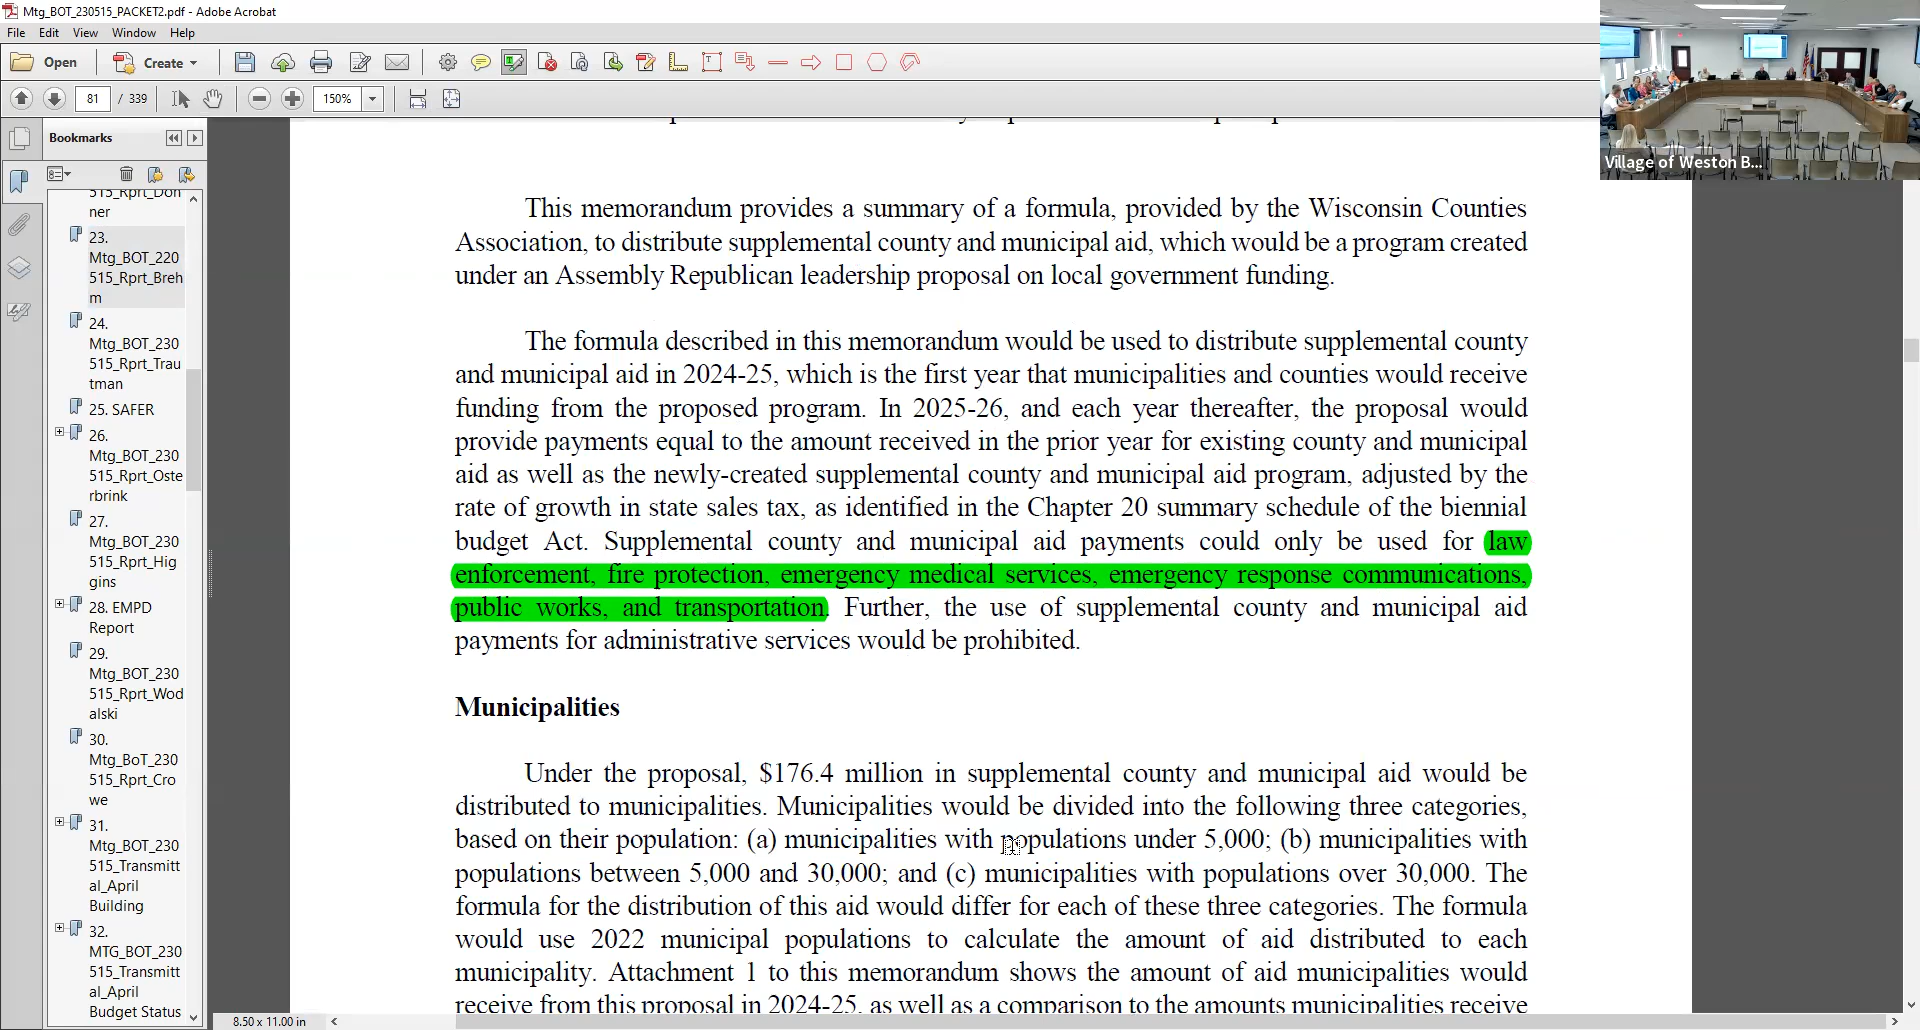 Mtg_BOT_230515_PACKET2.pdf - Adobe Acrobat
File Edit View Window Help
Open Create
81 / 339 150%
Bookmarks
515_Rprt_Don
ner
23.
Mtg_BOT_220
515_Rprt_Breh
m
24.
Mtg_BOT_230
515_Rprt_Trau
tman
25. SAFER
26.
Mtg_BOT_230
515_Rprt_Oste
rbrink
27.
Mtg_BOT_230
515_Rprt_Hig
gins
28. EMPD
Report
29.
Mtg_BOT_230
515_Rprt_Wod
alski
30.
Mtg_BoT_230
515_Rprt_Cro
we
31.
Mtg_BOT_230
515_Transmitt
al_April
Building
32.
MTG_BOT_230
515_Transmitt
al_April
Budget Status
Village of Weston B...
This memorandum provides a summary of a formula, provided by the Wisconsin Counties
Association, to distribute supplemental county and municipal aid, which would be a program created
under an Assembly Republican leadership proposal on local government funding.
The formula described in this memorandum would be used to distribute supplemental county
and municipal aid in 2024-25, which is the first year that municipalities and counties would receive
funding from the proposed program. In 2025-26, and each year thereafter, the proposal would
provide payments equal to the amount received in the prior year for existing county and municipal
aid as well as the newly-created supplemental county and municipal aid program, adjusted by the
rate of growth in state sales tax, as identified in the Chapter 20 summary schedule of the biennial
budget Act. Supplemental county and municipal aid payments could only be used for law
enforcement, fire protection, emergency medical services, emergency response communications,
public works, and transportation. Further, the use of supplemental county and municipal aid
payments for administrative services would be prohibited.
Municipalities
Under the proposal, $176.4 million in supplemental county and municipal aid would be
distributed to municipalities. Municipalities would be divided into the following three categories,
based on their population: (a) municipalities with populations under 5,000; (b) municipalities with
populations between 5,000 and 30,000; and (c) municipalities with populations over 30,000. The
formula for the distribution of this aid would differ for each of these three categories. The formula
would use 2022 municipal populations to calculate the amount of aid distributed to each
municipality. Attachment 1 to this memorandum shows the amount of aid municipalities would
receive from this proposal in 2024-25, as well as a comparison to the amounts municipalities receive
8.50 x 11.00 in